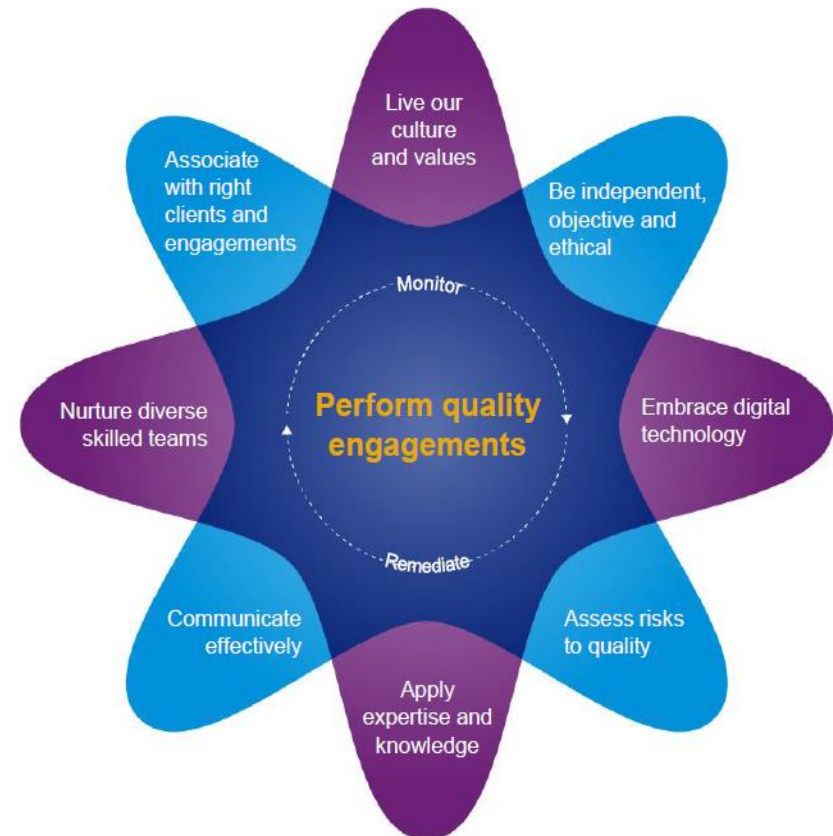 Live our
culture
and values
Associate
with right
clients and
engagements
Be independent,
objective and
ethical
Monitor
Nurture diverse
skilled teams
Perform quality
engagements
Embrace digital
technology
Remediate
Communicate
effectively
Assess risks
to quality
Apply
expertise and
knowledge